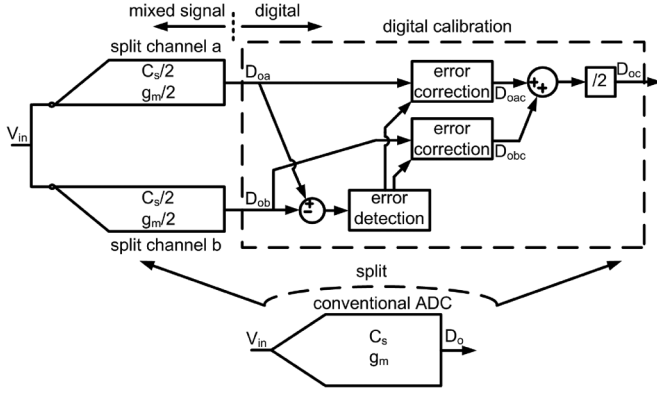 mixed signal
digital
digital calibration
split channel a
Cs/2
gm/2
Doa
error
correction
Doac
+
+
/2
Doc
Vin
error
correction
Dobc
Cs/2
gm/2
Dob
+
-
error
detection
split channel b
split
conventional ADC
Vin
Cs
gm
Do